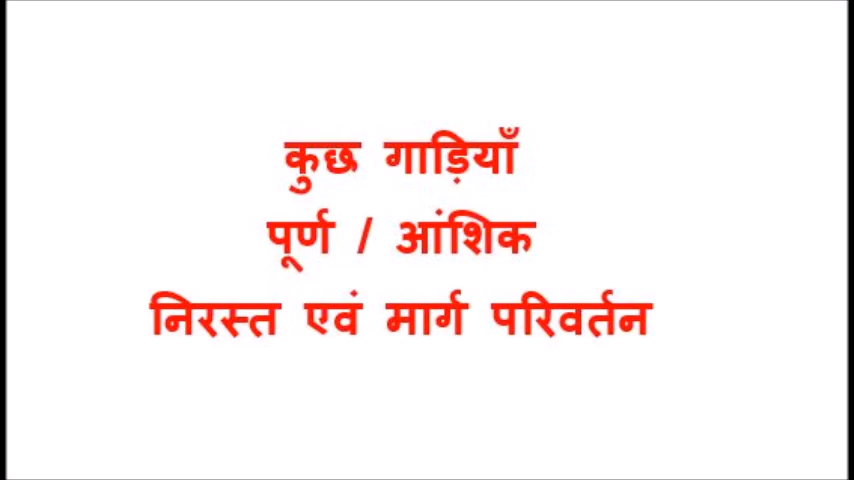 कुछ गाड़ियाँ
पूर्ण / आंशिक
निरस्त एवं मार्ग परिवर्तन